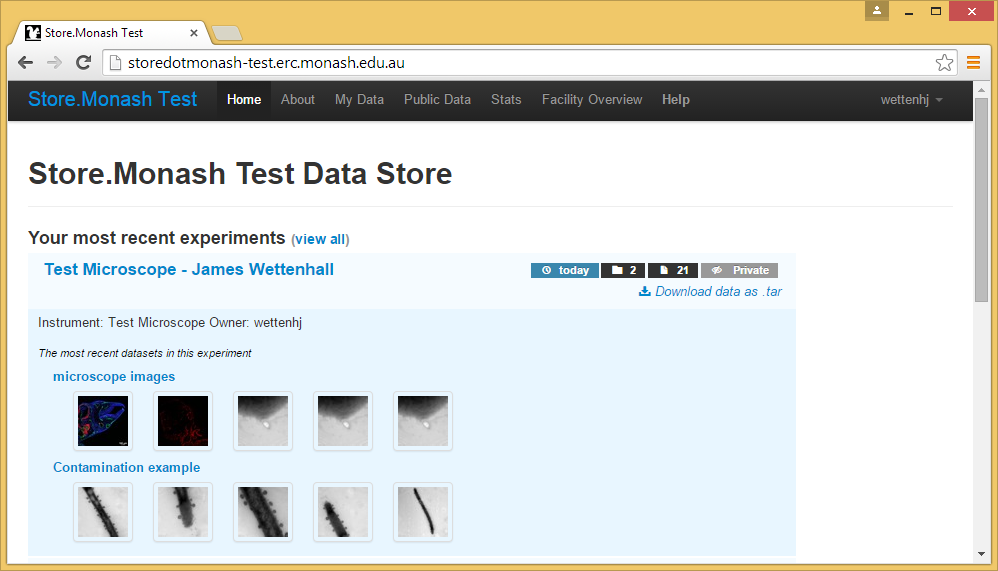 Store.Monash Test
storedotmonash-test.erc.monash.edu.au
Store.Monash Test Home About My Data Public Data Stats Facility Overview Help wettenhj
Store.Monash Test Data Store
Your most recent experiments (view all)
Test Microscope - James Wettenhall today 2 21 Private
Download data as .tar
Instrument: Test Microscope Owner: wettenhj
The most recent datasets in this experiment
microscope images
Contamination example